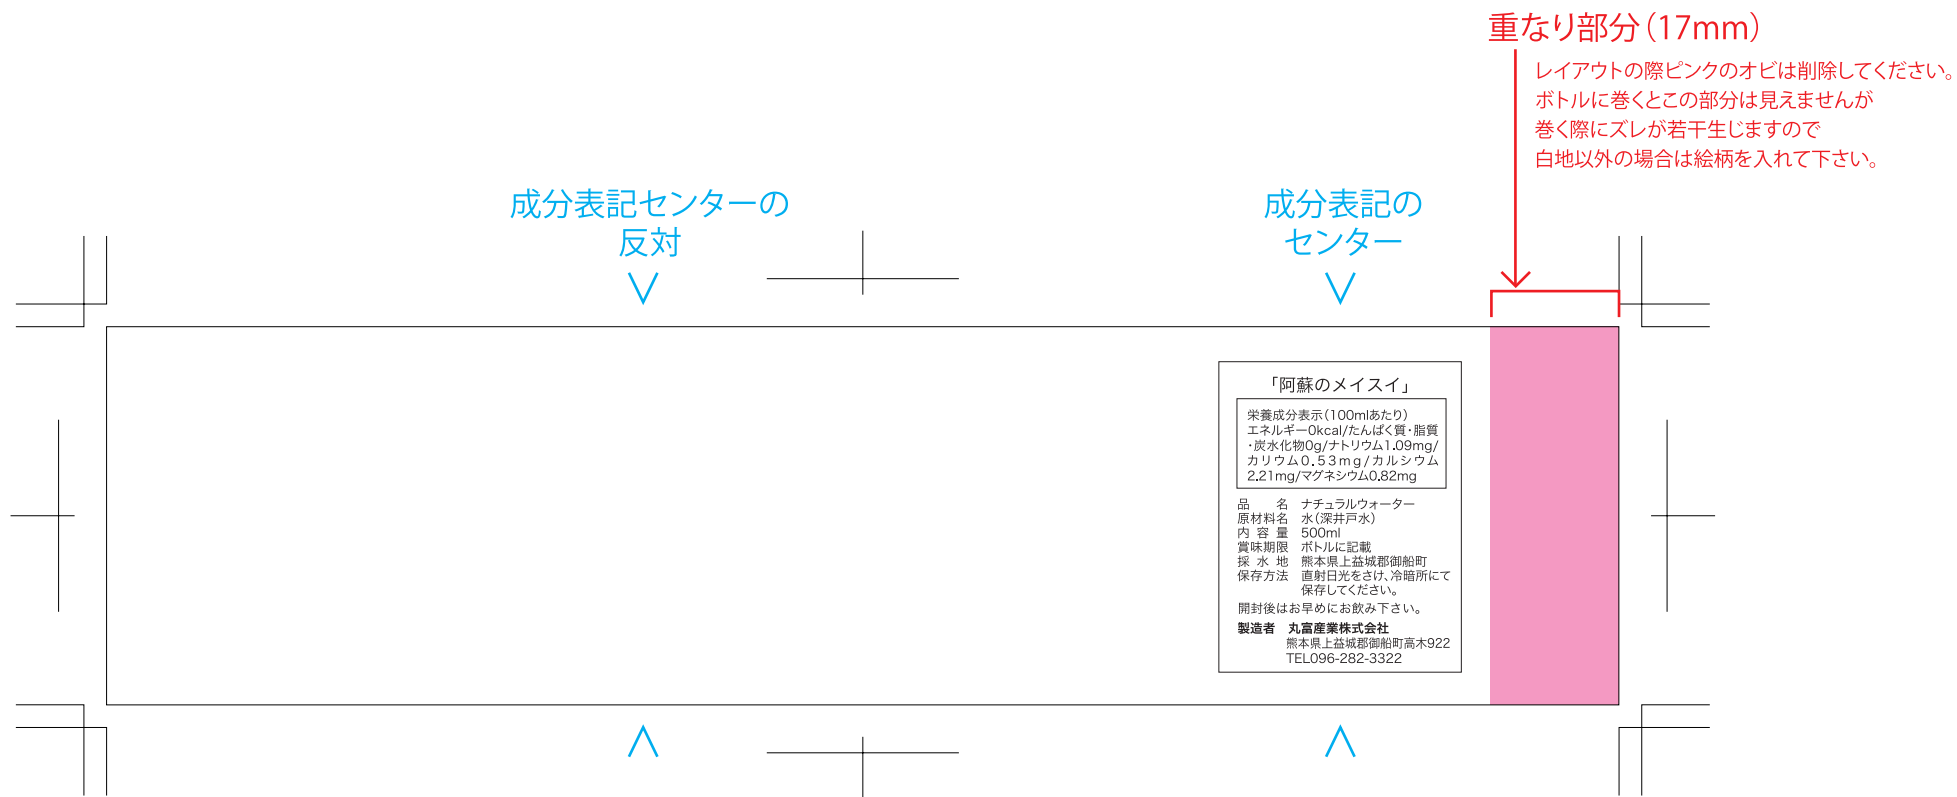 重なり部分（17mm）
レイアウトの際ピンクのオビは削除してください。
ボトルに巻くとこの部分は見えませんが
巻く際にズレが若干生じますので
白地以外の場合は絵柄を入れて下さい。
成分表記センターの
反対
成分表記の
センター
「阿蘇のメイスイ」
栄養成分表示（100mlあたり）
エネルギー0kcal/たんぱく質・脂質
・炭水化物0g/ナトリウム1.09mg/
カリウム0.53mg/カルシウム
2.21mg/マグネシウム0.82mg
品　名　ナチュラルウォーター
原材料名　水（深井戸水）
内容量　500ml
賞味期限　ボトルに記載
採水地　熊本県上益城郡御船町
保存方法　直射日光をさけ、冷暗所にて
保存してください。
開封後はお早めにお飲み下さい。
製造者　丸富産業株式会社
熊本県上益城郡御船町高木922
TEL096-282-3322